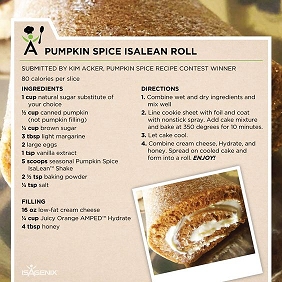 PUMPKIN SPICE ISALEAN ROLL
SUBMITTED BY KIM ACKER, PUMPKIN SPICE RECIPE CONTEST WINNER
80 calories per slice
INGREDIENTS
1 cup natural sugar substitute of
your choice
½ cup canned pumpkin
(not pumpkin filling)
¼ cup brown sugar
3 tbsp light margarine
2 large eggs
1 tsp vanilla extract
5 scoops seasonal Pumpkin Spice
IsaLean™ Shake
2 ½ tsp baking powder
¼ tsp salt
FILLING
16 oz low-fat cream cheese
¼ cup Juicy Orange AMPED™ Hydrate
4 tbsp honey
DIRECTIONS
1. Combine wet and dry ingredients and
mix well
2. Line cookie sheet with foil and coat
with nonstick spray. Add cake mixture
and bake at 350 degrees for 10 minutes.
3. Let cake cool.
4. Combine cream cheese, Hydrate, and
honey. Spread on cooled cake and
form into a roll. ENJOY!
ISAGENIX